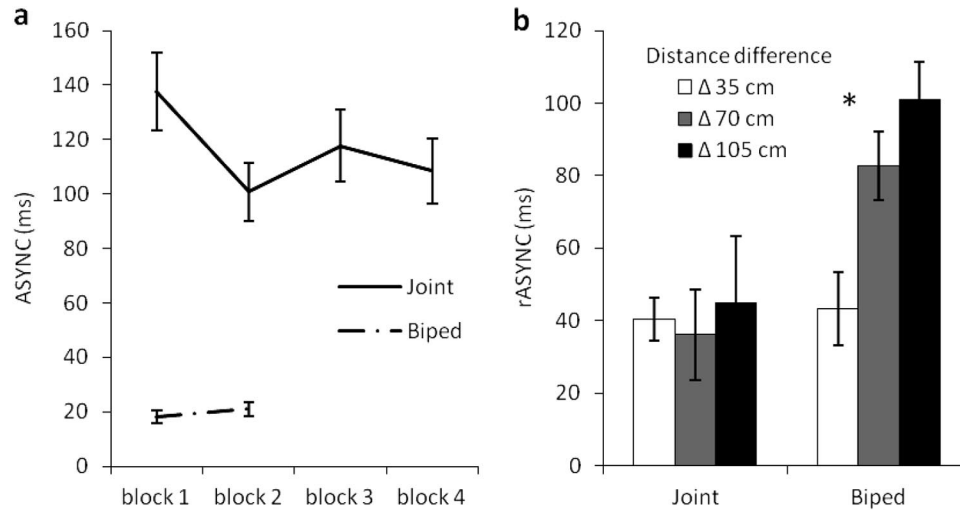 a
160
140
120
100
80
60
40
20
0
ASYNC (ms)
Joint
Biped
block 1 block 2 block 3 block 4
b
120
100
80
60
40
20
0
rASYNC (ms)
Distance difference
Δ 35 cm
Δ 70 cm
Δ 105 cm
*
Joint Biped